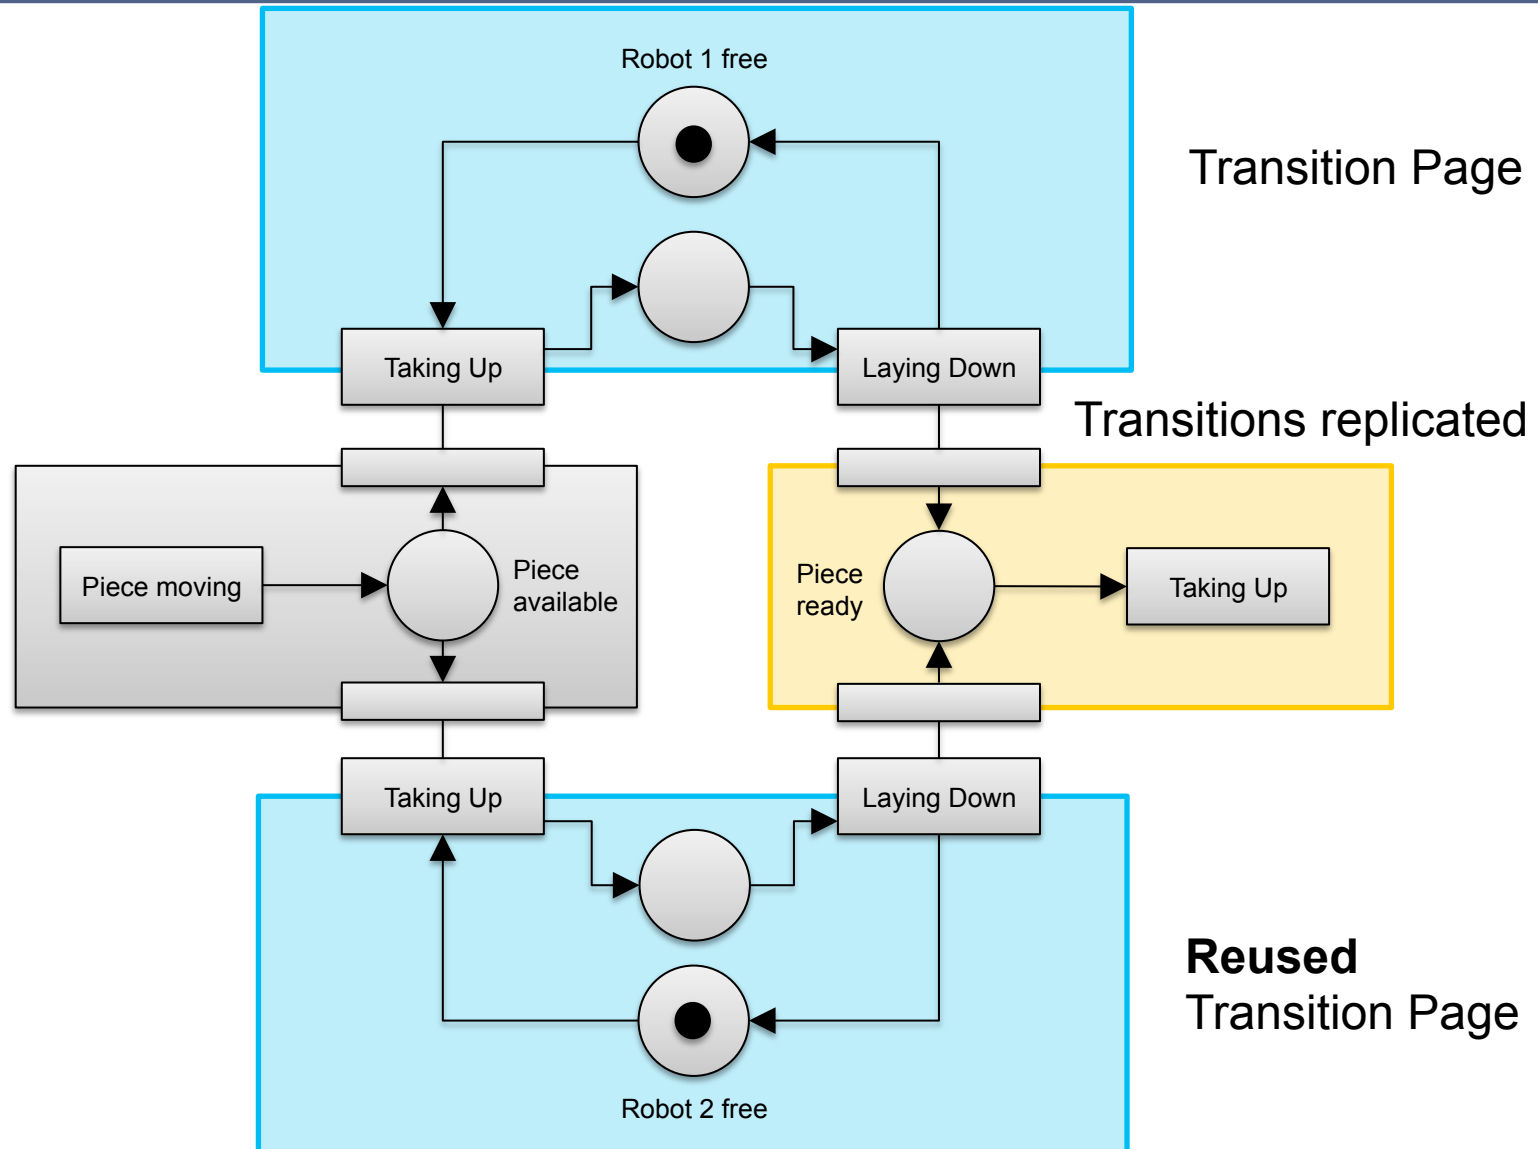 Robot 1 free
Transition Page
Taking Up
Laying Down
Transitions replicated
Piece moving
Piece
available
Piece
ready
Taking Up
Taking Up
Laying Down
Reused
Transition Page
Robot 2 free